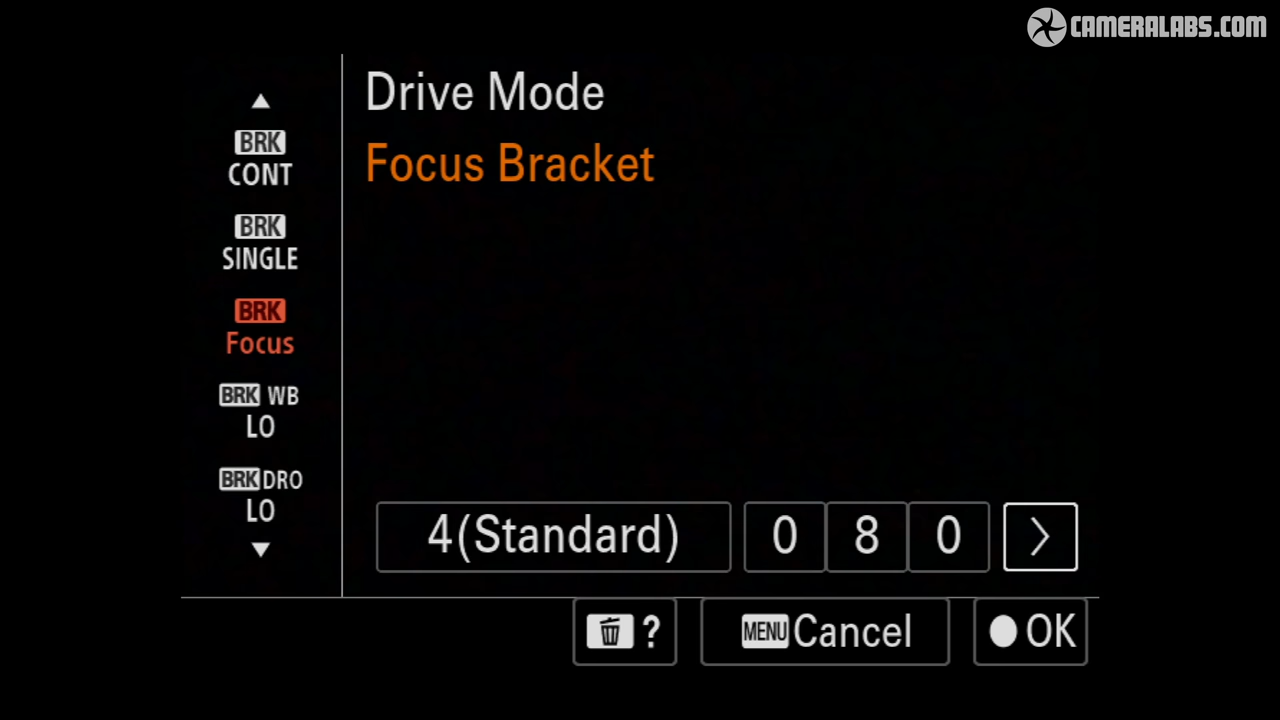 CAMERALABS.COM
Drive Mode
Focus Bracket
BRK
CONT
BRK
SINGLE
BRK
Focus
BRK WB
LO
BRK DRO
LO
4(Standard) 0 8 0 >
? MENU Cancel OK